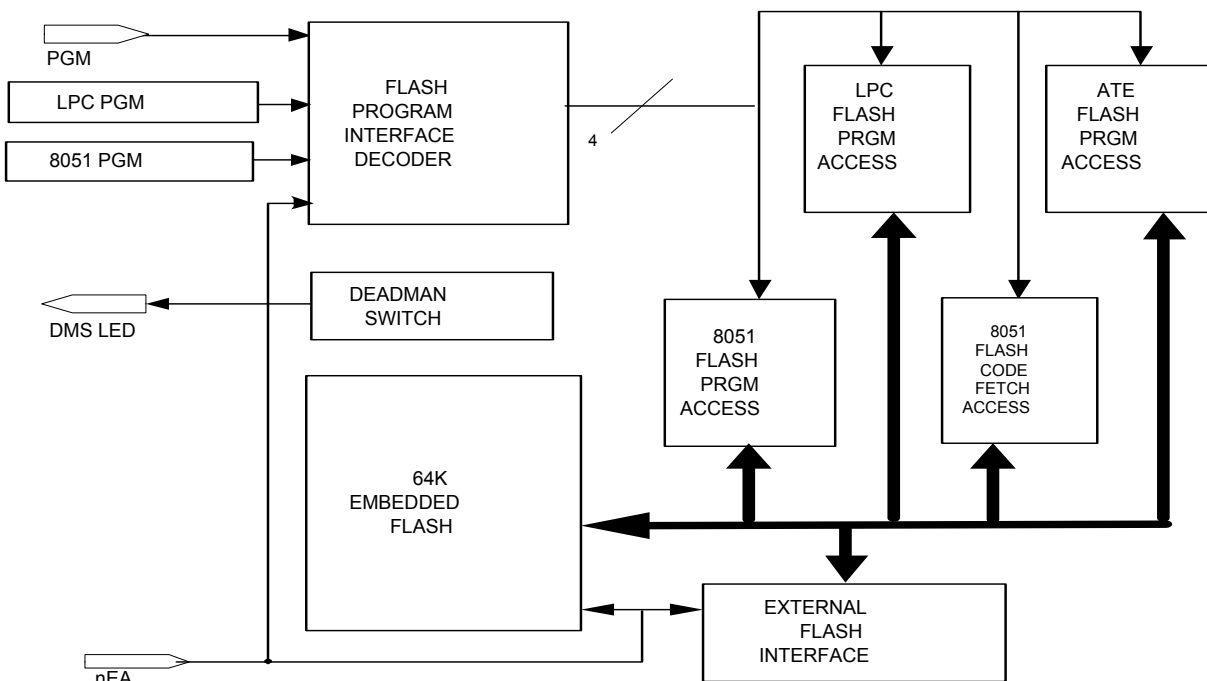 PGM
LPC PGM
8051 PGM
FLASH
PROGRAM
INTERFACE
DECODER
4
LPC
FLASH
PRGM
ACCESS
ATE
FLASH
PRGM
ACCESS
DMS LED
DEADMAN
SWITCH
8051
FLASH
PRGM
ACCESS
8051
FLASH
CODE
FETCH
ACCESS
64K
EMBEDDED
FLASH
EXTERNAL
FLASH
INTERFACE
nEA